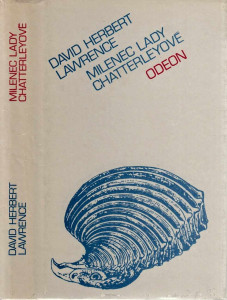 DAVID HERBERT
LAWRENCE
MILENEC LADY
CHATTERLEYOVÉ
ODEON
MILENEC LADY
CHATTERLEYOVÉ
DAVID HERBERT
LAWRENCE